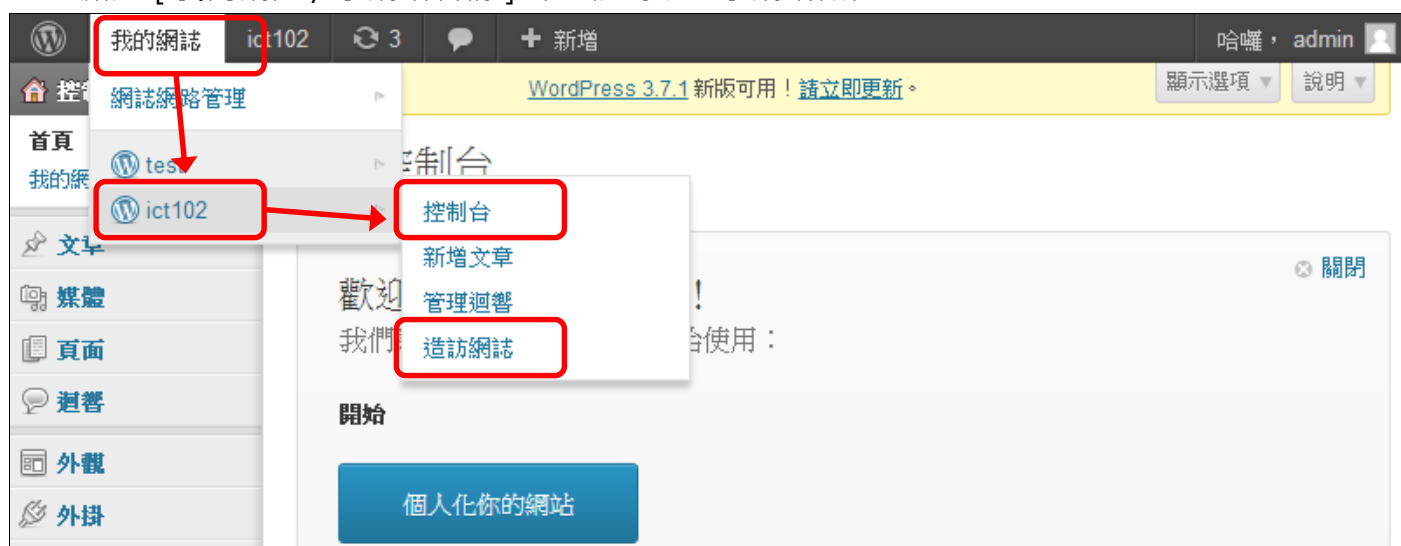 我的網誌 ict102 3 新增 哈囉, admin
網誌網路管理 WordPress 3.7.1 新版可用!請立即更新。 顯示選項 說明
首頁
test
ict102 控制台
文章 新增文章 關閉
媒體 歡迎 管理迴響 !
頁面 我們 造訪網誌 使用:
迴響 開始
外觀
個人化你的網站
外掛